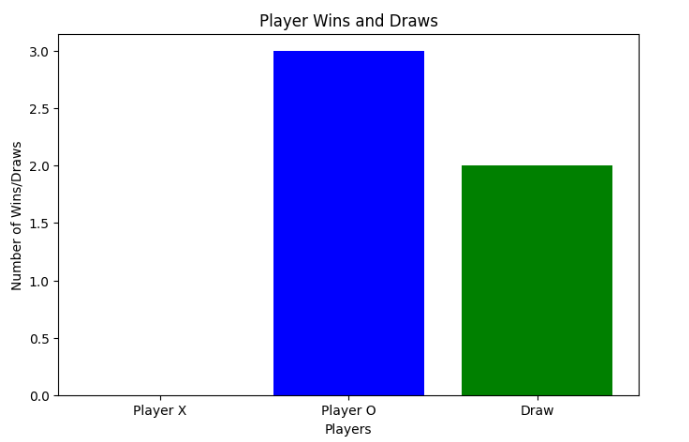 Player Wins and Draws
3.0
2.5
2.0
1.5
1.0
0.5
0.0
Number of Wins/Draws
Player X
Player O
Draw
Players